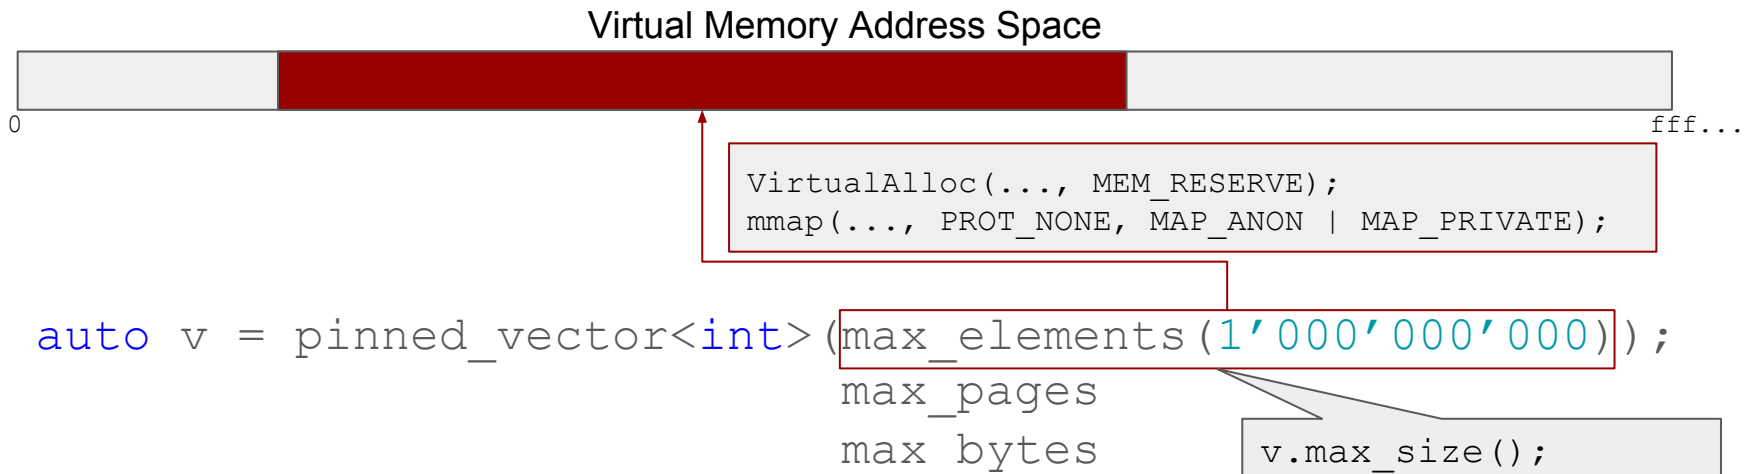 Virtual Memory Address Space
0
fff...
VirtualAlloc(..., MEM_RESERVE);
mmap(..., PROT_NONE, MAP_ANON | MAP_PRIVATE);
auto v = pinned_vector<int>(max_elements(1'000'000'000));
max_pages
max_bytes
v.max_size();